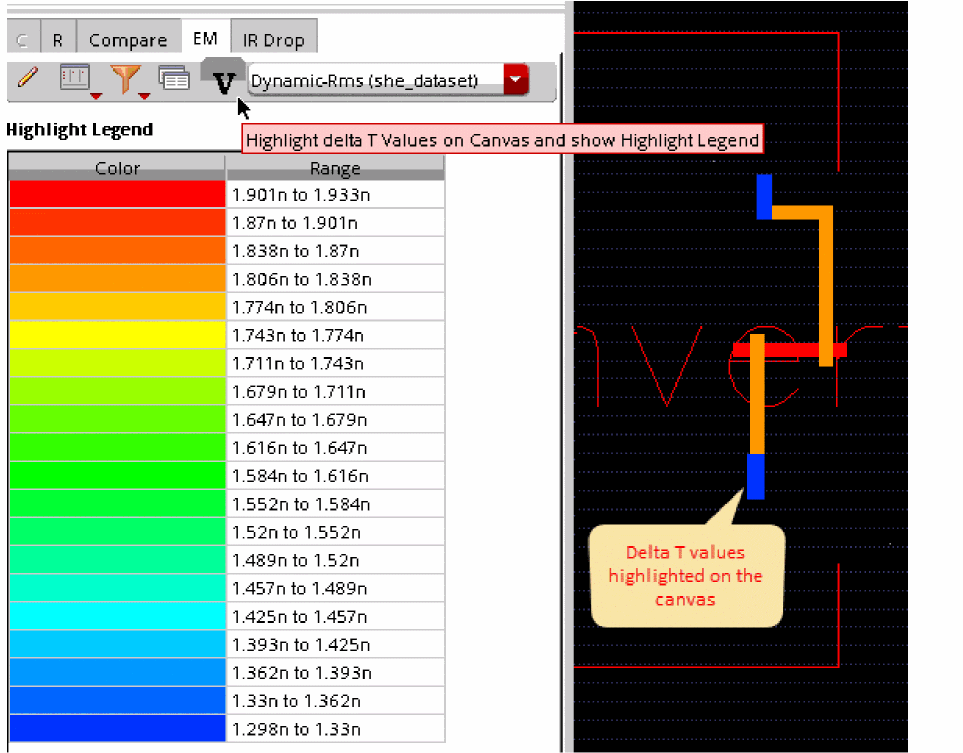 C R Compare EM IR Drop
V Dynamic-Rms (she_dataset)
Highlight Legend
Highlight delta T Values on Canvas and show Highlight Legend
Color Range
1.901n to 1.933n
1.87n to 1.901n
1.838n to 1.87n
1.806n to 1.838n
1.774n to 1.806n
1.743n to 1.774n
1.711n to 1.743n
1.679n to 1.711n
1.647n to 1.679n
1.616n to 1.647n
1.584n to 1.616n
1.552n to 1.584n
1.52n to 1.552n
1.489n to 1.52n
1.457n to 1.489n
1.425n to 1.457n
1.393n to 1.425n
1.362n to 1.393n
1.33n to 1.362n
1.298n to 1.33n
nver
Delta T values
highlighted on the
canvas